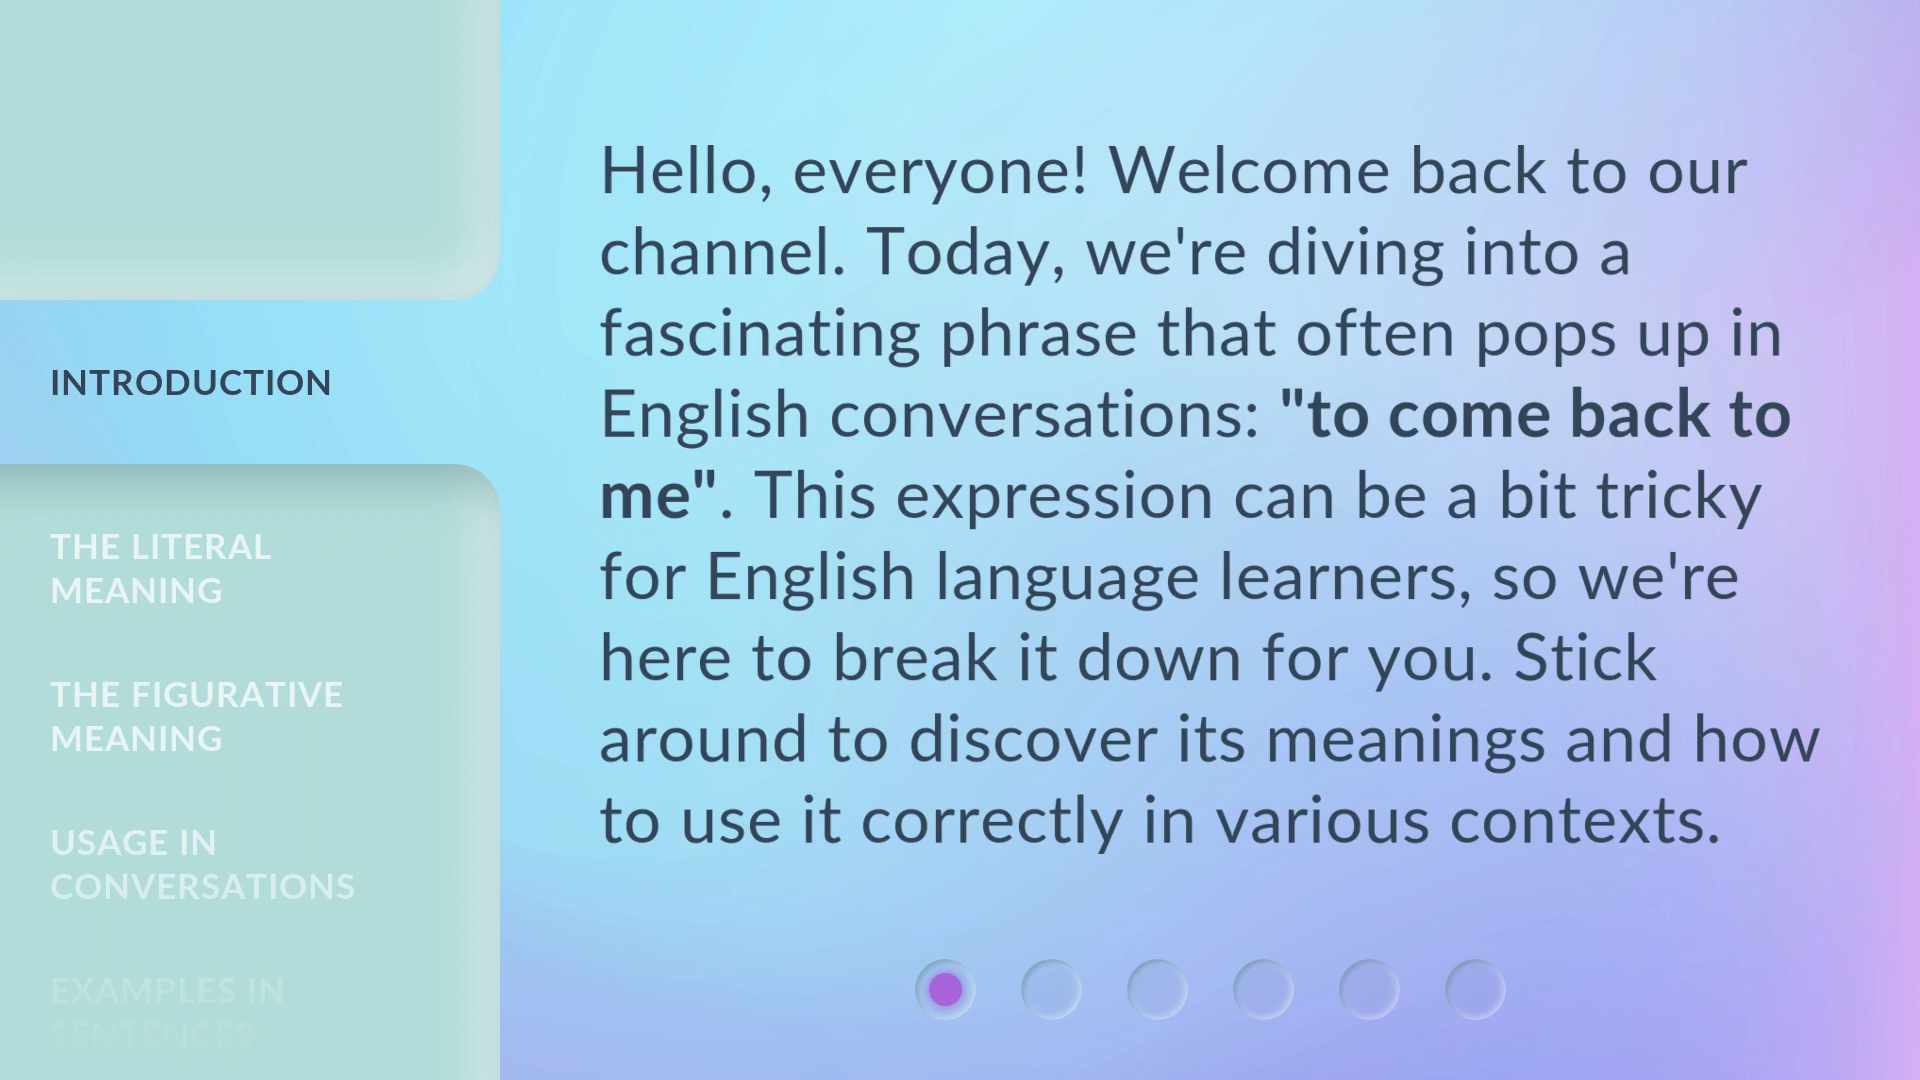 INTRODUCTION
THE LITERAL
MEANING
THE FIGURATIVE
MEANING
USAGE IN
CONVERSATIONS
EXAMPLES IN
SENTENCES
Hello, everyone! Welcome back to our
channel. Today, we're diving into a
fascinating phrase that often pops up in
English conversations: "to come back to
me". This expression can be a bit tricky
for English language learners, so we're
here to break it down for you. Stick
around to discover its meanings and how
to use it correctly in various contexts.